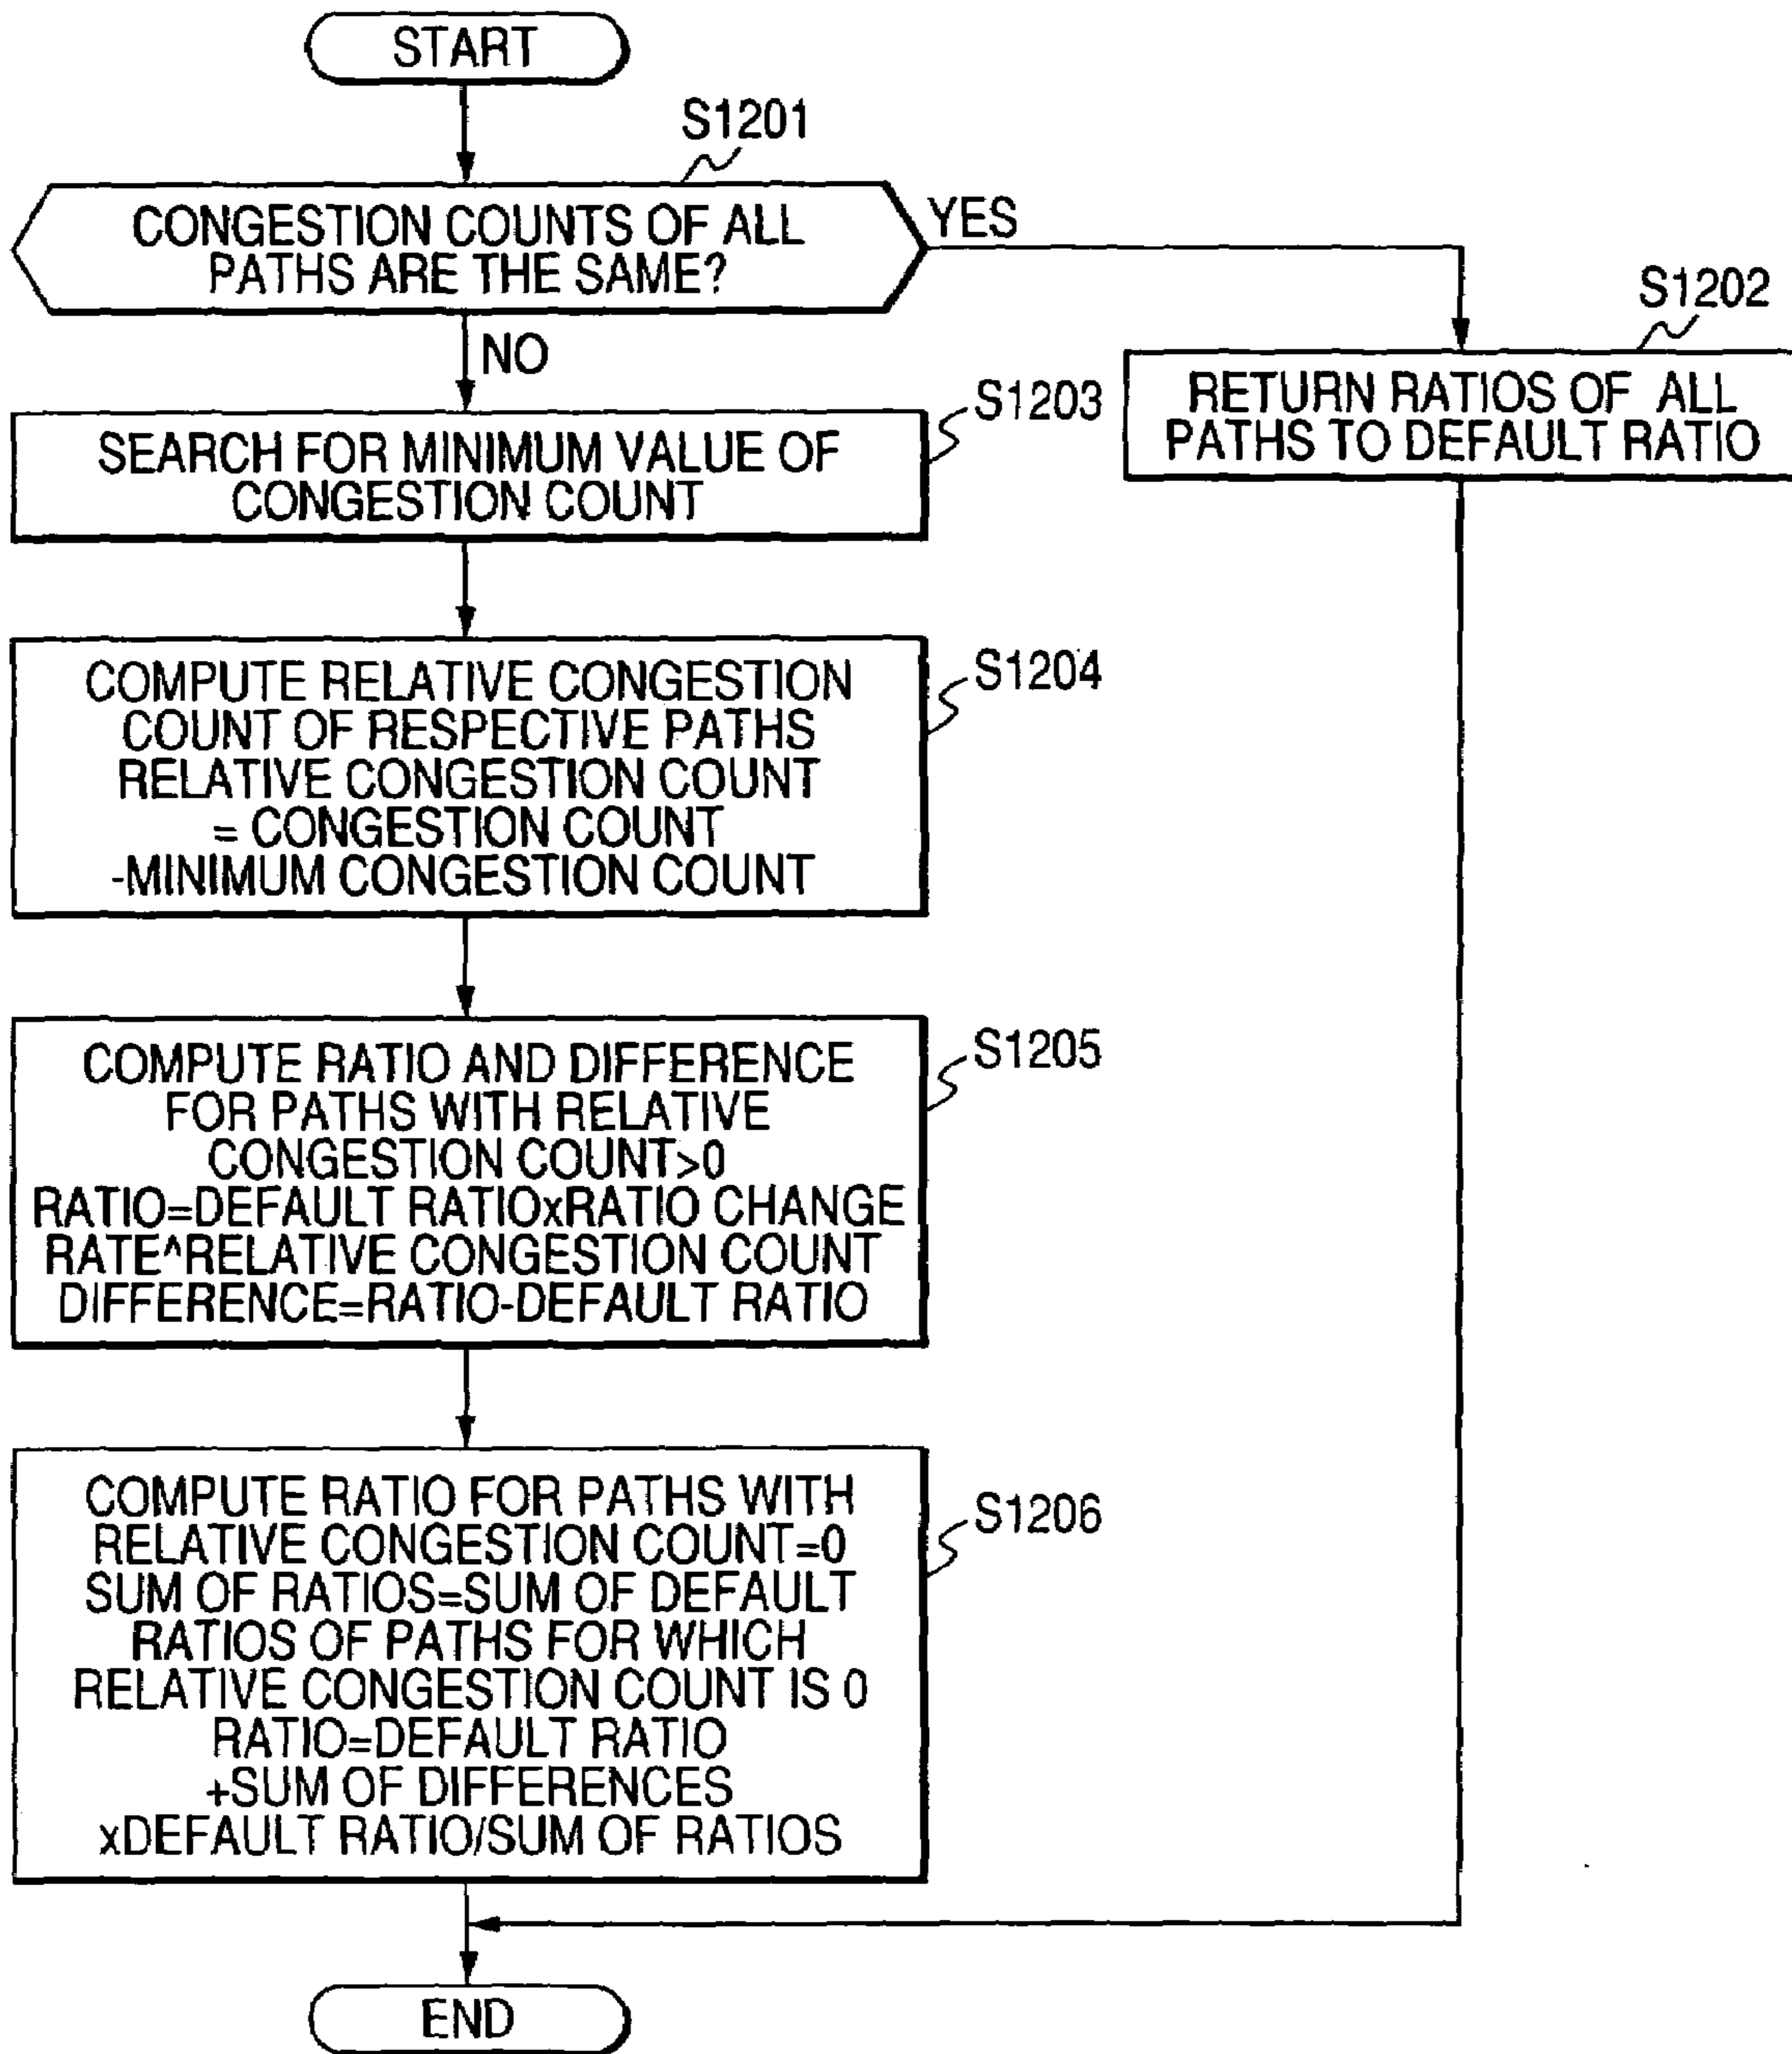 START
S1201
CONGESTION COUNTS OF ALL
PATHS ARE THE SAME?
YES
NO
S1202
RETURN RATIOS OF ALL
PATHS TO DEFAULT RATIO
S1203
SEARCH FOR MINIMUM VALUE OF
CONGESTION COUNT
S1204
COMPUTE RELATIVE CONGESTION
COUNT OF RESPECTIVE PATHS
RELATIVE CONGESTION COUNT
= CONGESTION COUNT
-MINIMUM CONGESTION COUNT
S1205
COMPUTE RATIO AND DIFFERENCE
FOR PATHS WITH RELATIVE
CONGESTION COUNT>0
RATIO=DEFAULT RATIOxRATIO CHANGE
RATE^RELATIVE CONGESTION COUNT
DIFFERENCE=RATIO-DEFAULT RATIO
S1206
COMPUTE RATIO FOR PATHS WITH
RELATIVE CONGESTION COUNT=0
SUM OF RATIOS=SUM OF DEFAULT
RATIOS OF PATHS FOR WHICH
RELATIVE CONGESTION COUNT IS 0
RATIO=DEFAULT RATIO
+SUM OF DIFFERENCES
xDEFAULT RATIO/SUM OF RATIOS
END